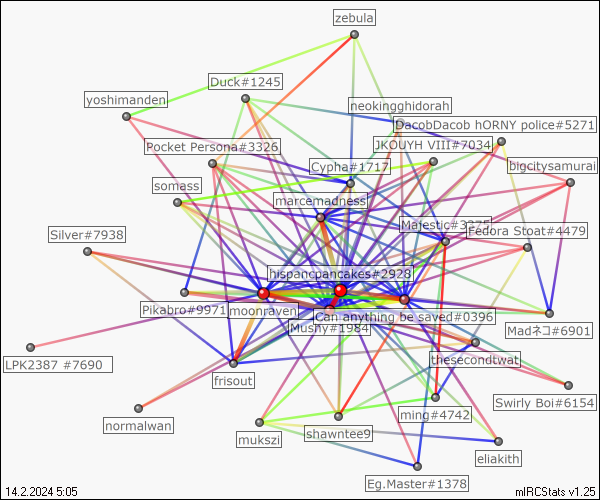 zebula
Duck#1245
yoshimanden
neokingghidorah
DacobDacob hORNY police#5271
Pocket Persona#3326
JKOUYH VIII#7034
Cypha#1717
bigcitysamurai
somass
marcemadness
Majestic#3275
Fedora Stoat#4479
Silver#7938
hispancpancakes#2928
Pikabro#9971
moonraven
Can anything be saved#0396
Mushy#1984
Madネコ#6901
LPK2387 #7690
thesecondtwat
frisout
Swirly Boi#6154
ming#4742
normalwan
shawntee9
mukszi
eliakith
Eg.Master#1378
14.2.2024 5:05
mIRCStats v1.25